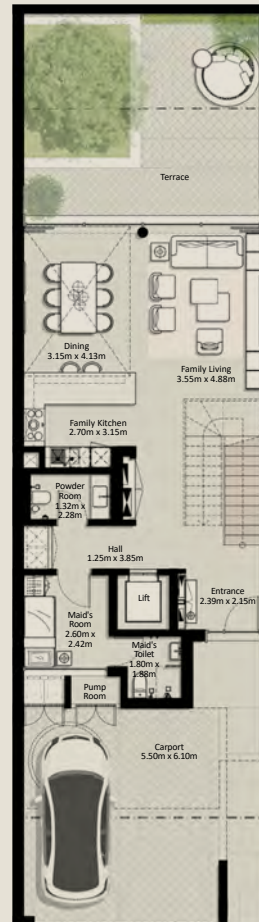 Terrace
Dining
3.15m x 4.13m
Family Living
3.55m x 4.88m
Family Kitchen
2.70m x 3.15m
Powder
Room
1.32m x
2.28m
Hall
1.25m x 3.85m
Lift
Entrance
2.39m x 2.15m
Maid's
Room
2.60m x
2.42m
Maid's
Toilet
1.80m x
1.88m
Pump
Room
Carport
5.50m x 6.10m